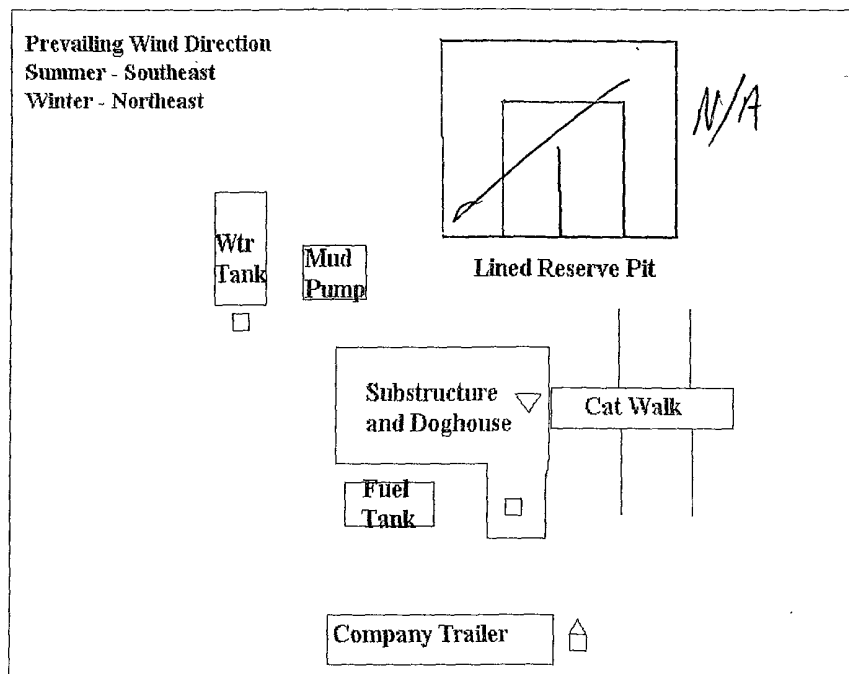 Prevailing Wind Direction
Summer - Southeast
Winter - Northeast
N/A
Wtr
Tank
Mud
Pump
Lined Reserve Pit
Substructure
and Doghouse
Cat Walk
Fuel
Tank
Company Trailer